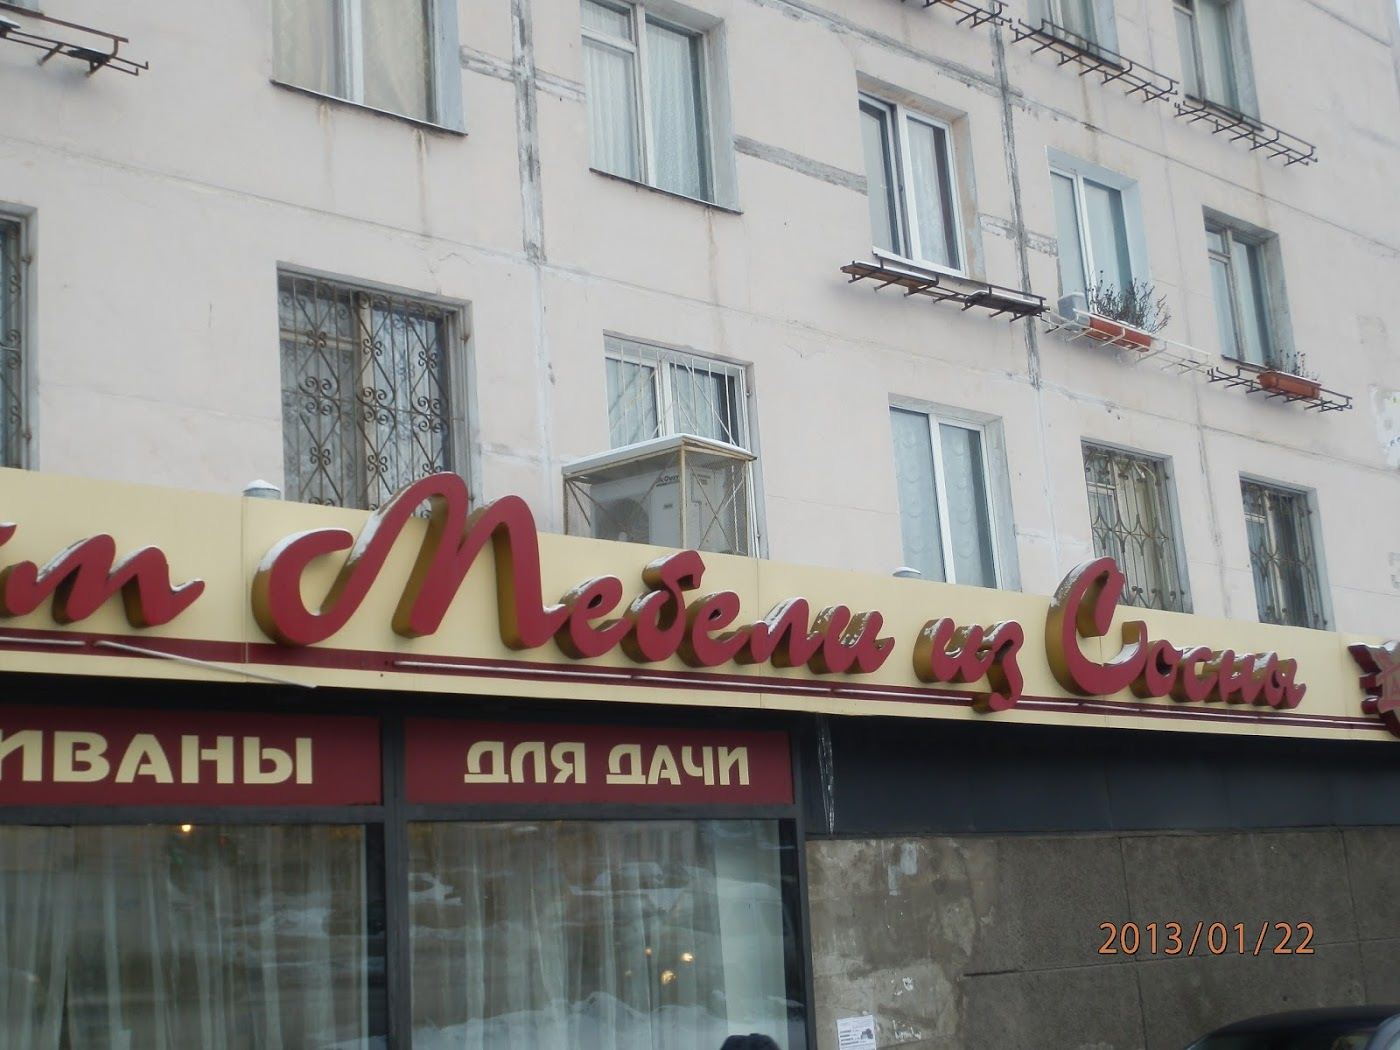 Мебели из Сосны
ИВАНЫ
ДЛЯ ДАЧИ
2013/01/22